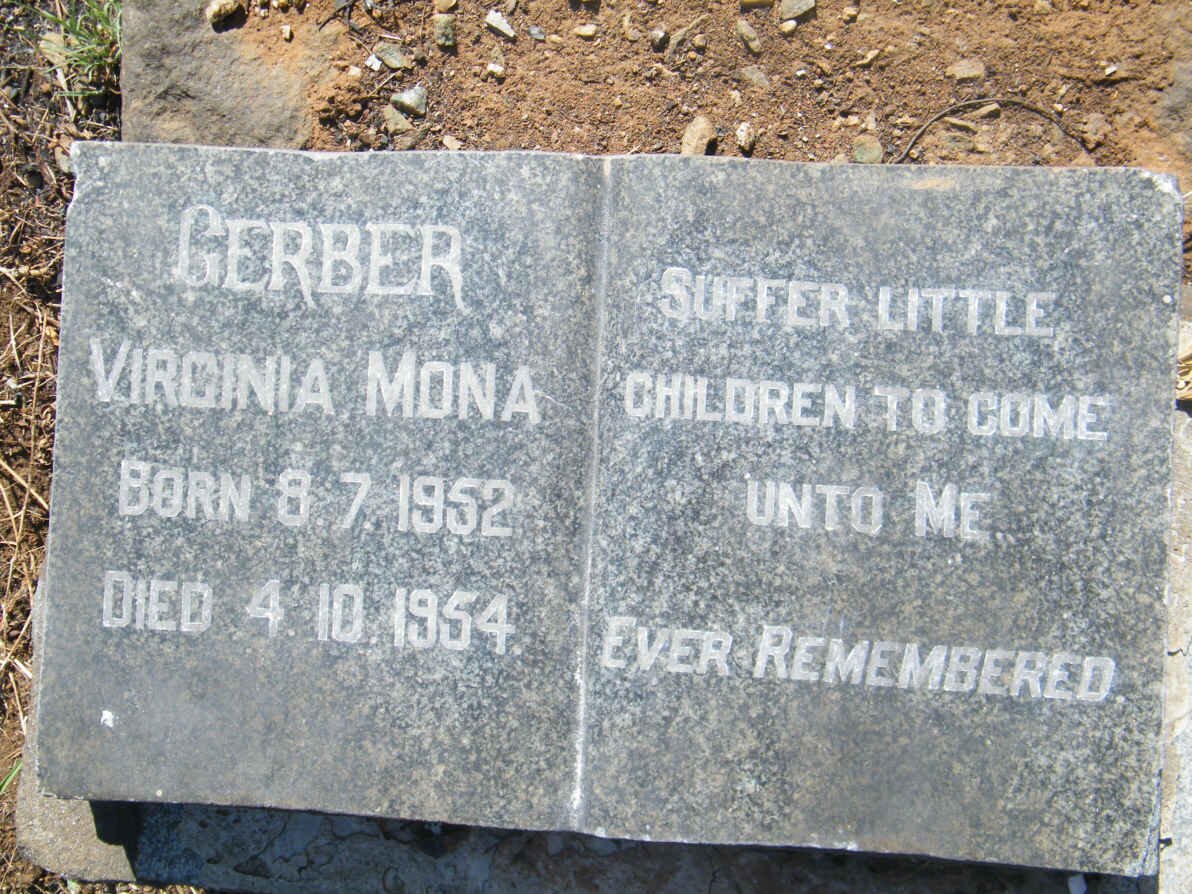 GERBER
VIRGINIA MONA
BORN 8.7.1952
DIED 4.10.1954.
SUFFER LITTLE
CHILDREN TO COME
UNTO ME.
EVER REMEMBERED.